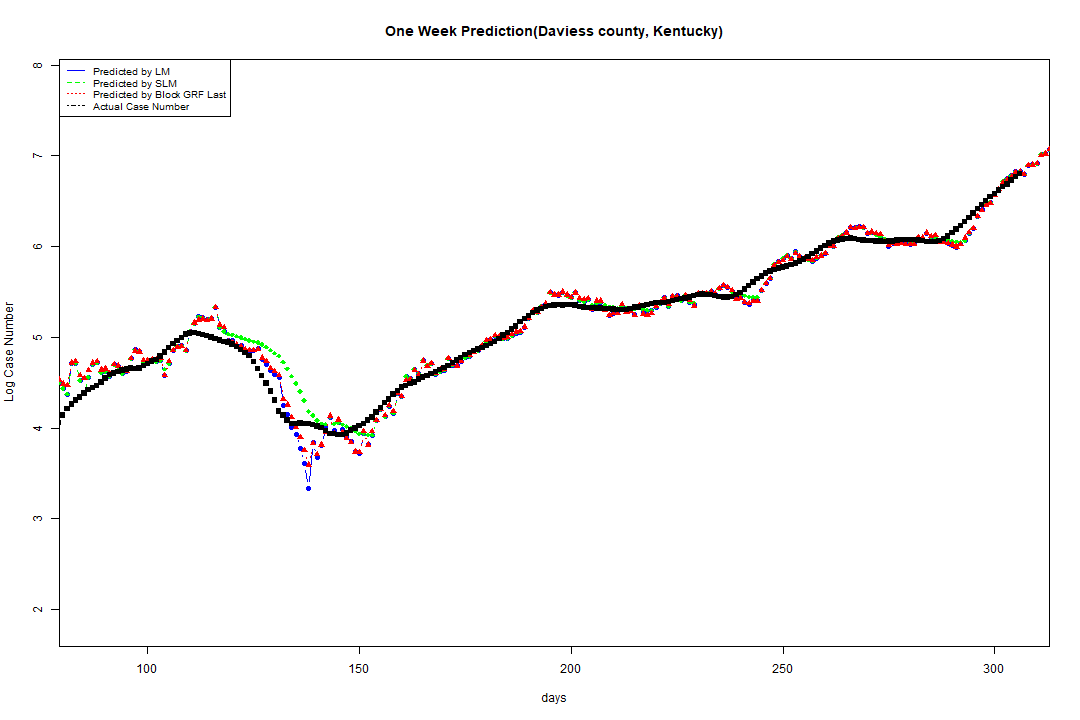 One Week Prediction(Daviess county, Kentucky)
Predicted by LM
Predicted by SLM
Predicted by Block GRF Last
Actual Case Number
8
7
6
5
4
3
2
Log Case Number
100 150 200 250 300
days